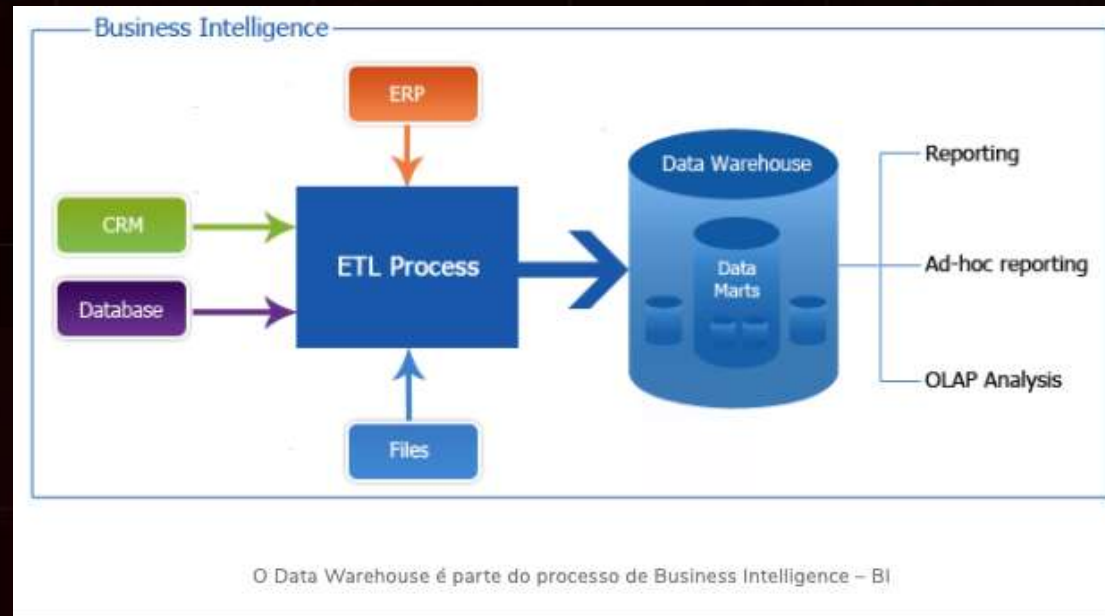 Business Intelligence
ERP
CRM
Database
ETL Process
Files
Data Warehouse
Data
Marts
Reporting
Ad-hoc reporting
OLAP Analysis
O Data Warehouse é parte do processo de Business Intelligence – BI